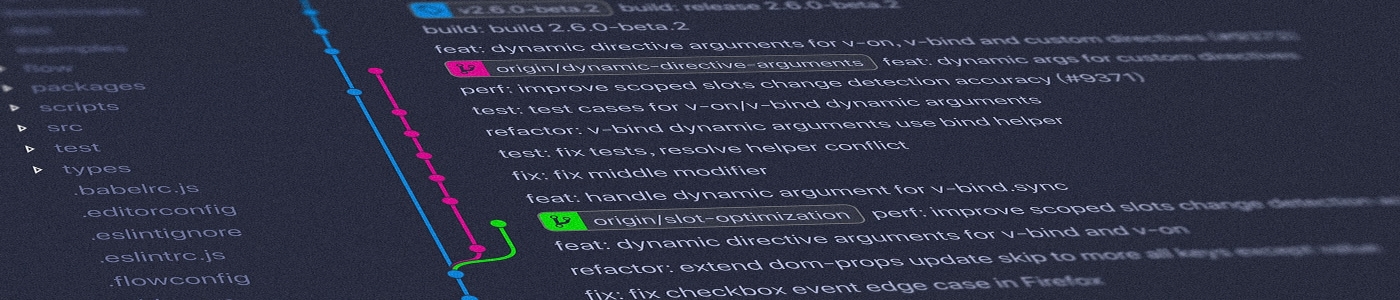 v2.6.0-beta.2 build: release 2.6.0-beta.2
build: build 2.6.0-beta.2
feat: dynamic directive arguments for v-on, v-bind and custom directives
origin/dynamic-directive-arguments feat: dynamic args for custom directives
perf: improve scoped slots change detection accuracy (#9371)
test: test cases for v-on/v-bind dynamic arguments
refactor: v-bind dynamic arguments use bind helper
test: fix tests, resolve helper conflict
fix: fix middle modifier
feat: handle dynamic argument for v-bind.sync
origin/slot-optimization perf: improve scoped slots change detection
feat: dynamic directive arguments for v-bind and v-on
refactor: extend dom-props update skip to more all keys except value
fix: fix checkbox event edge case in Firefox
examples
flow
packages
scripts
src
test
types
.babelrc.js
.editorconfig
.eslintignore
.eslintrc.js
.flowconfig